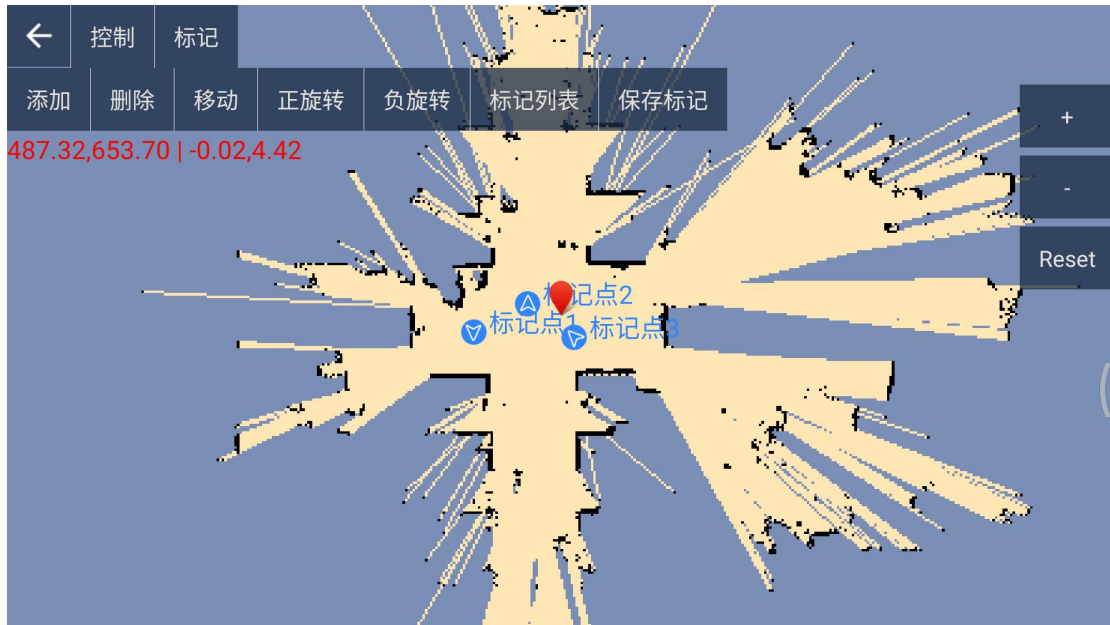 控制 标记
添加 删除 移动 正旋转 负旋转 标记列表 保存标记
+
487.32,653.70 | -0.02,4.42
-
Reset
标记点2
标记点1 标记点3